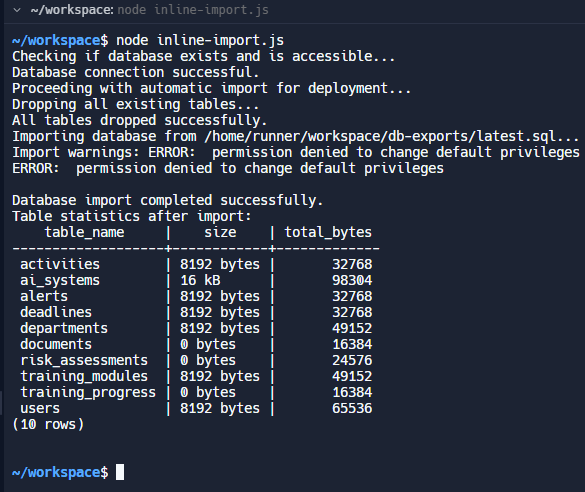 ~/workspace: node inline-import.js
~/workspace$ node inline-import.js
Checking if database exists and is accessible...
Database connection successful.
Proceeding with automatic import for deployment...
Dropping all existing tables...
All tables dropped successfully.
Importing database from /home/runner/workspace/db-exports/latest.sql...
Import warnings: ERROR:  permission denied to change default privileges
ERROR:  permission denied to change default privileges

Database import completed successfully.
Table statistics after import:
    table_name     |    size    | total_bytes
-------------------+------------+-------------
 activities        | 8192 bytes |       32768
 ai_systems        | 16 kB      |       98304
 alerts            | 8192 bytes |       32768
 deadlines         | 8192 bytes |       32768
 departments       | 8192 bytes |       49152
 documents         | 0 bytes    |       16384
 risk_assessments  | 0 bytes    |       24576
 training_modules  | 8192 bytes |       49152
 training_progress | 0 bytes    |       16384
 users             | 8192 bytes |       65536
(10 rows)

~/workspace$